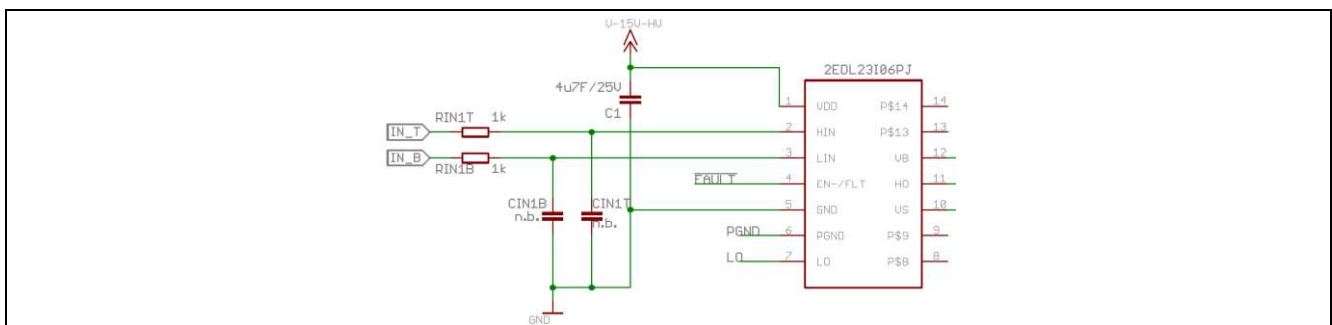 V-15V-HV
2EDL23I06PJ
4u7F/25V
C1
1 VDD P$14 14
RIN1T 1k
IN_T
2 HIN P$13 13
IN_B
3 LIN VB 12
RIN1B 1k
FAULT 4 EN-/FLT HO 11
CIN1B CIN1T
n.b. n.b.
5 GND VS 10
PGND 6 PGND P$9 9
LO 7 LO P$8 8
GND